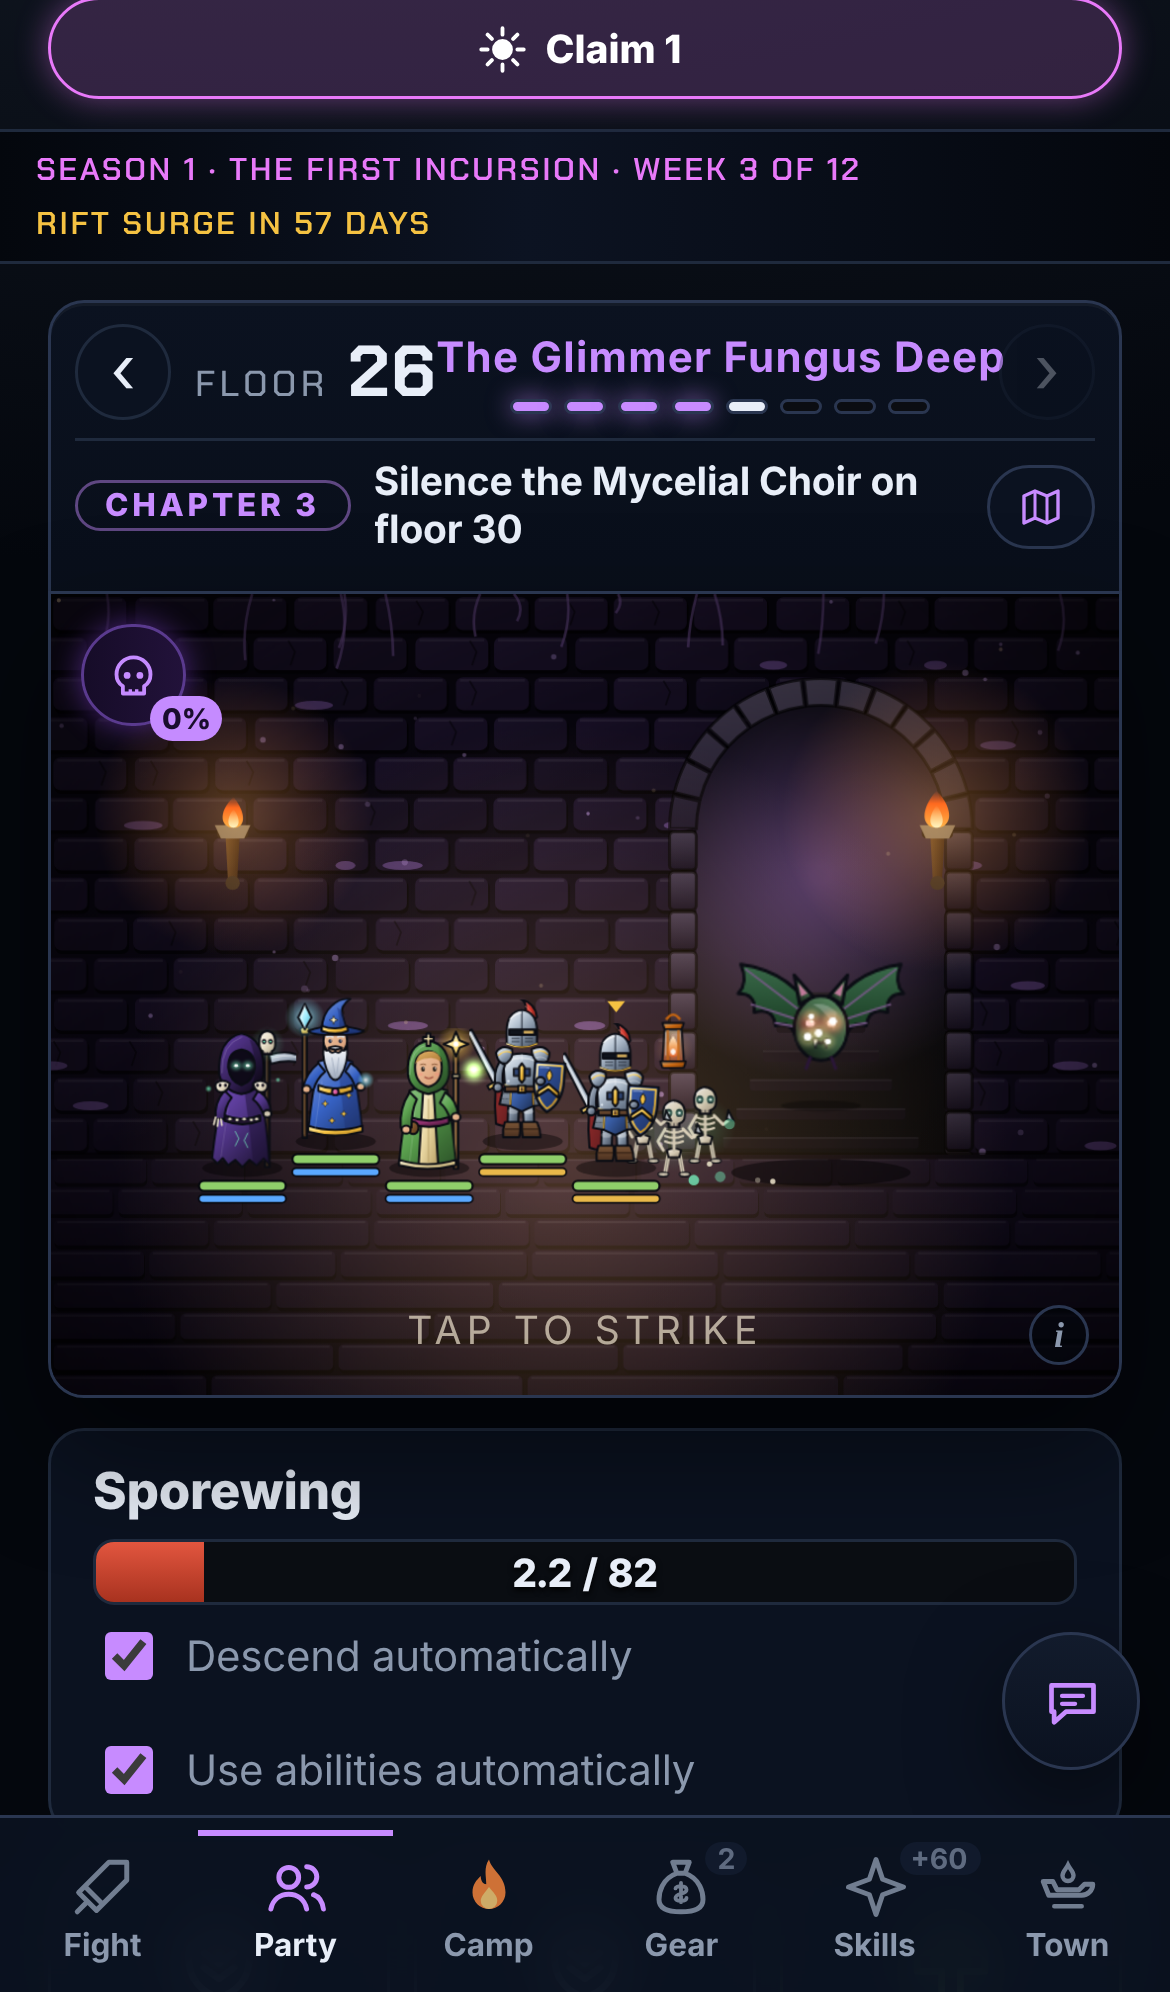 Claim 1
SEASON 1 · THE FIRST INCURSION · WEEK 3 OF 12
RIFT SURGE IN 57 DAYS
FLOOR 26 The Glimmer Fungus Deep
CHAPTER 3
Silence the Mycelial Choir on
floor 30
0%
TAP TO STRIKE
i
Sporewing
2.2 / 82
Descend automatically
Use abilities automatically
2
+60
Fight
Party
Camp
Gear
Skills
Town